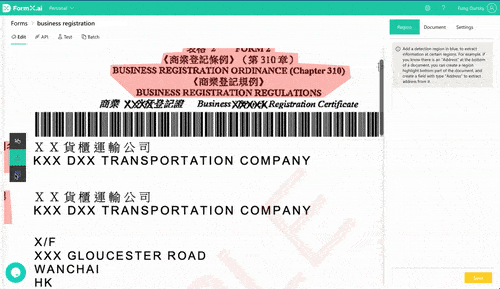 FormX.ai
Personal
Kong Dursley
Forms > business registration
Edit
API
Test
Batch
Region
Document
Settings
Add a detection region in blue, to extract information at certain regions. For example, if you know there is an "Address" at the bottom of a document, you can create a region highlight bottom part of the document, and create a field with type "Address" to extract address from it.
表格 2 FORM 2
《商業登記條例》(第 310 章)
BUSINESS REGISTRATION ORDINANCE (Chapter 310)
《商業登記規例》
BUSINESS REGISTRATION REGULATIONS
商業 登記證 Business Registration Certificate
X X 貨櫃運輸公司
KXX DXX TRANSPORTATION COMPANY
X X 貨櫃運輸公司
KXX DXX TRANSPORTATION COMPANY
X/F
XXX GLOUCESTER ROAD
WANCHAI
HK
Save